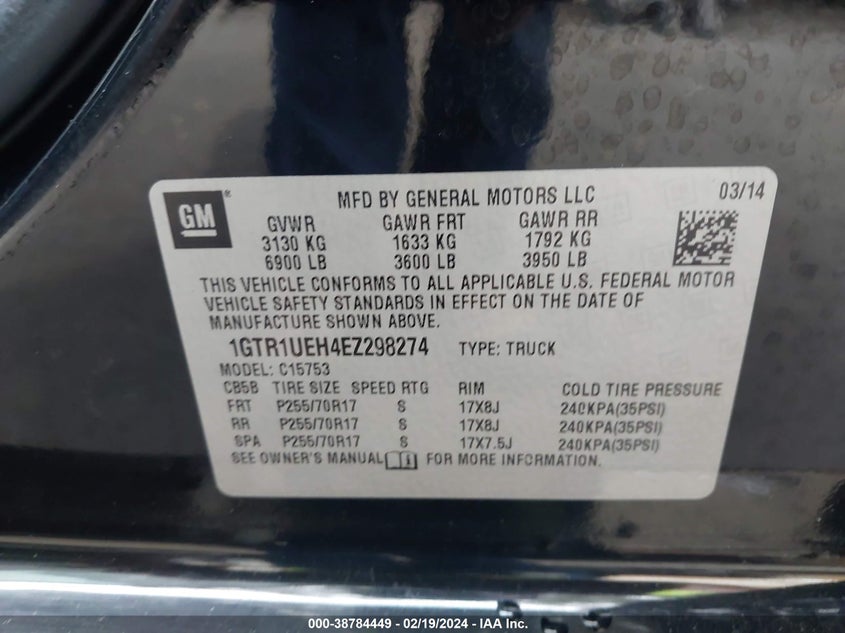 GM ® MFD BY GENERAL MOTORS LLC 03/14
GVWR GAWR FRT GAWR RR
3130 KG 1633 KG 1792 KG
6900 LB 3600 LB 3950 LB
THIS VEHICLE CONFORMS TO ALL APPLICABLE U.S. FEDERAL MOTOR
VEHICLE SAFETY STANDARDS IN EFFECT ON THE DATE OF
MANUFACTURE SHOWN ABOVE.
1GTR1UEH4EZ298274 TYPE: TRUCK
MODEL: C15753
CB5B TIRE SIZE SPEED RTG RIM COLD TIRE PRESSURE
FRT P255/70R17 S 17X8J 240KPA(35PSI)
RR P255/70R17 S 17X8J 240KPA(35PSI)
SPA P255/70R17 S 17X7.5J 240KPA(35PSI)
SEE OWNER'S MANUAL FOR MORE INFORMATION.
000-38784449 - 02/19/2024 - IAA Inc.